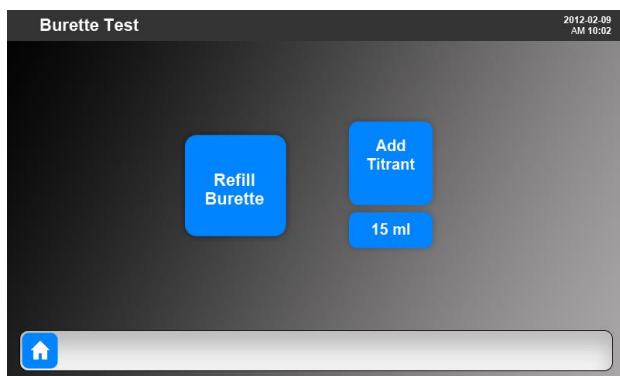 Burette Test
2012-02-09
AM 10:02
Refill
Burette
Add
Titrant
15 ml